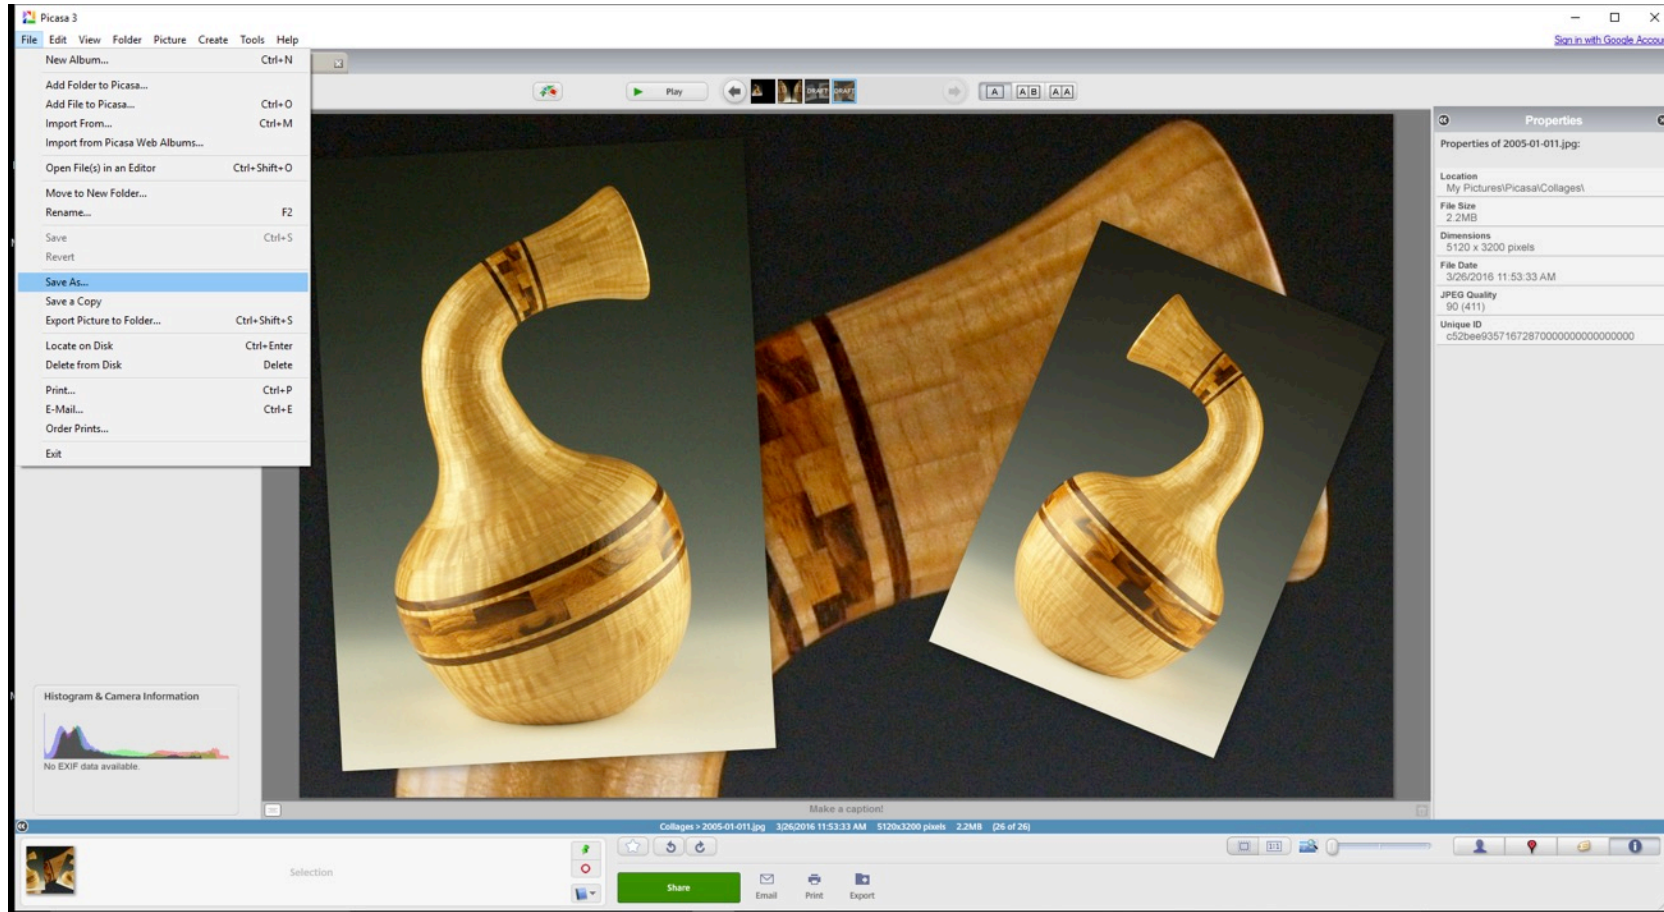 Picasa 3
File Edit View Folder Picture Create Tools Help
Sign in with Google Accou
New Album... Ctrl+N
Add Folder to Picasa...
Add File to Picasa... Ctrl+O
Import From... Ctrl+M
Import from Picasa Web Albums...
Open File(s) in an Editor Ctrl+Shift+O
Move to New Folder...
Rename... F2
Save Ctrl+S
Revert
Save As...
Save a Copy
Export Picture to Folder... Ctrl+Shift+S
Locate on Disk Ctrl+Enter
Delete from Disk Delete
Print... Ctrl+P
E-Mail... Ctrl+E
Order Prints...
Exit
Play
DRAFT
DRAFT
A AB AA
Properties
Properties of 2005-01-011.jpg:
Location
My Pictures\Picasa\Collages\
File Size
2.2MB
Dimensions
5120 x 3200 pixels
File Date
3/26/2016 11:53:33 AM
JPEG Quality
90 (411)
Unique ID
Histogram & Camera Information
No EXIF data available.
Make a caption!
Collages > 2005-01-011.jpg 3/26/2016 11:53:33 AM 5120x3200 pixels 2.2MB (26 of 26)
1:1
Selection
Share
Email
Print
Export